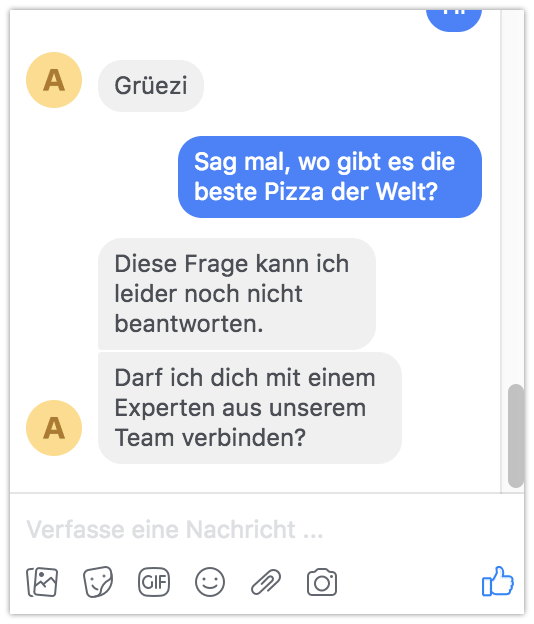 A
Grüezi
Sag mal, wo gibt es die
beste Pizza der Welt?
Diese Frage kann ich
leider noch nicht
beantworten.
Darf ich dich mit einem
Experten aus unserem
Team verbinden?
A
Verfasse eine Nachricht ...
GIF